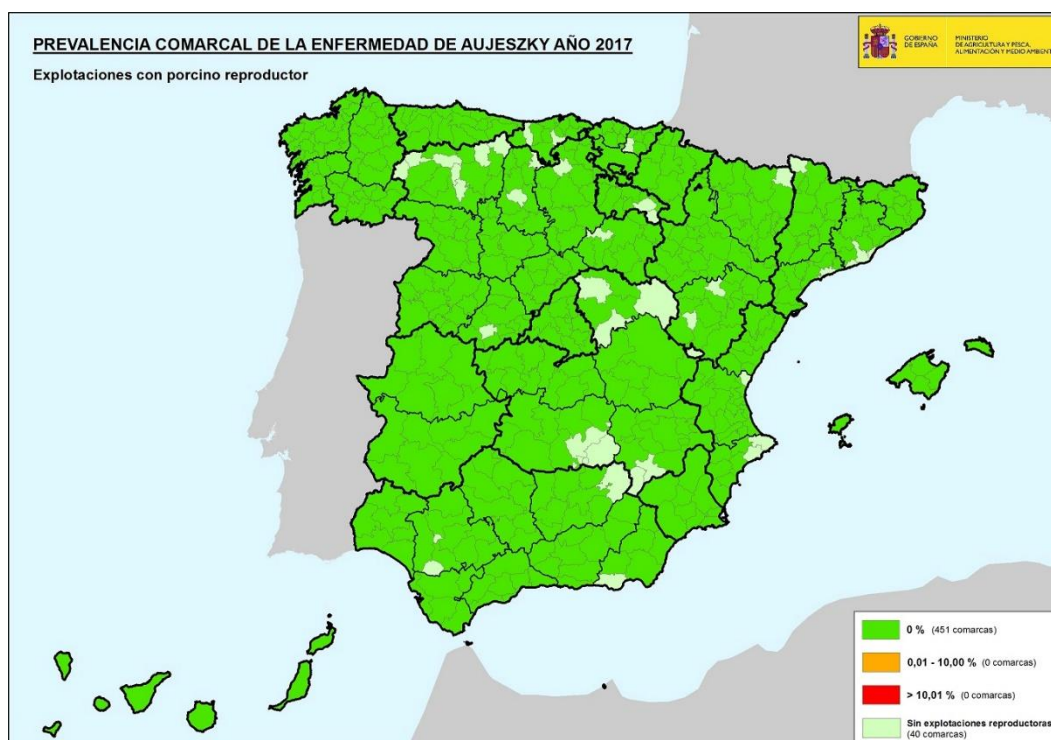 PREVALENCIA COMARCAL DE LA ENFERMEDAD DE AUJESZKY AÑO 2017
Explotaciones con porcino reproductor
GOBIERNO
DE ESPAÑA
MINISTERIO
DE AGRICULTURA Y PESCA,
ALIMENTACIÓN Y MEDIO AMBIENT
0 % (451 comarcas)
0,01 - 10,00 % (0 comarcas)
> 10,01 % (0 comarcas)
Sin explotaciones reproductoras
(40 comarcas)